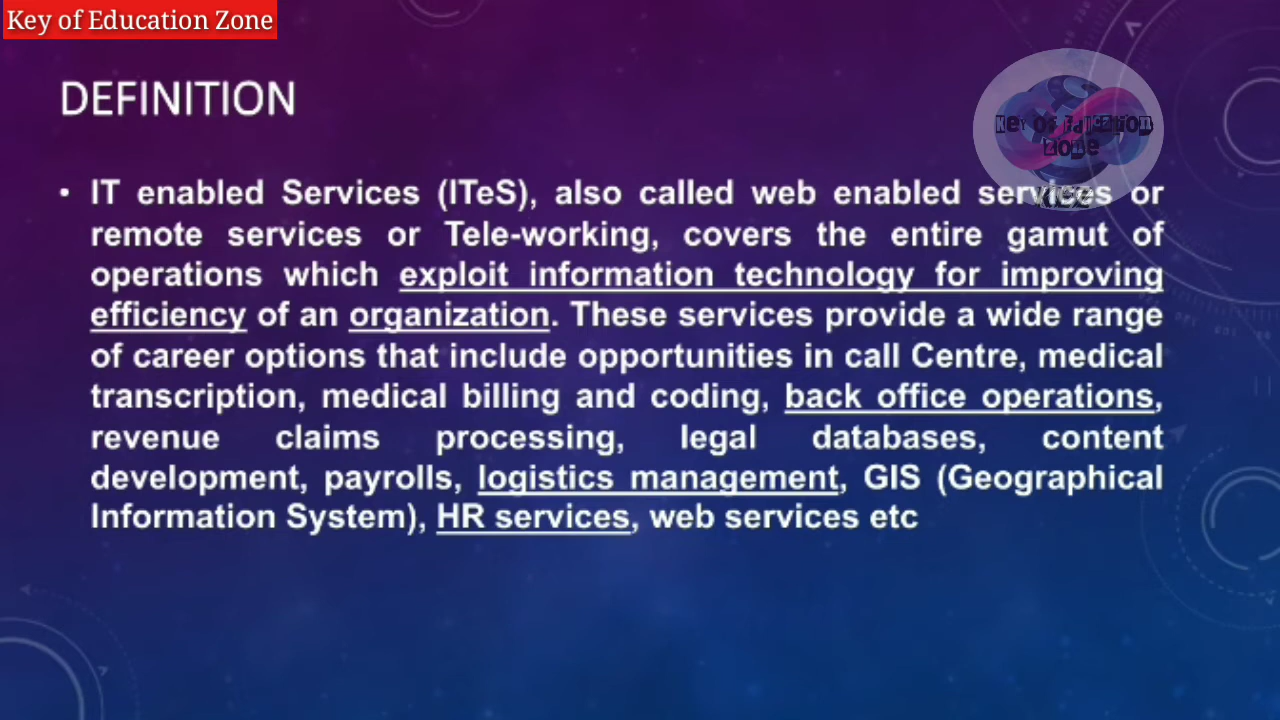 Key of Education Zone
DEFINITION
Key of Education
Zone
• IT enabled Services (ITeS), also called web enabled services or
remote services or Tele-working, covers the entire gamut of
operations which exploit information technology for improving
efficiency of an organization. These services provide a wide range
of career options that include opportunities in call Centre, medical
transcription, medical billing and coding, back office operations,
revenue claims processing, legal databases, content
development, payrolls, logistics management, GIS (Geographical
Information System), HR services, web services etc